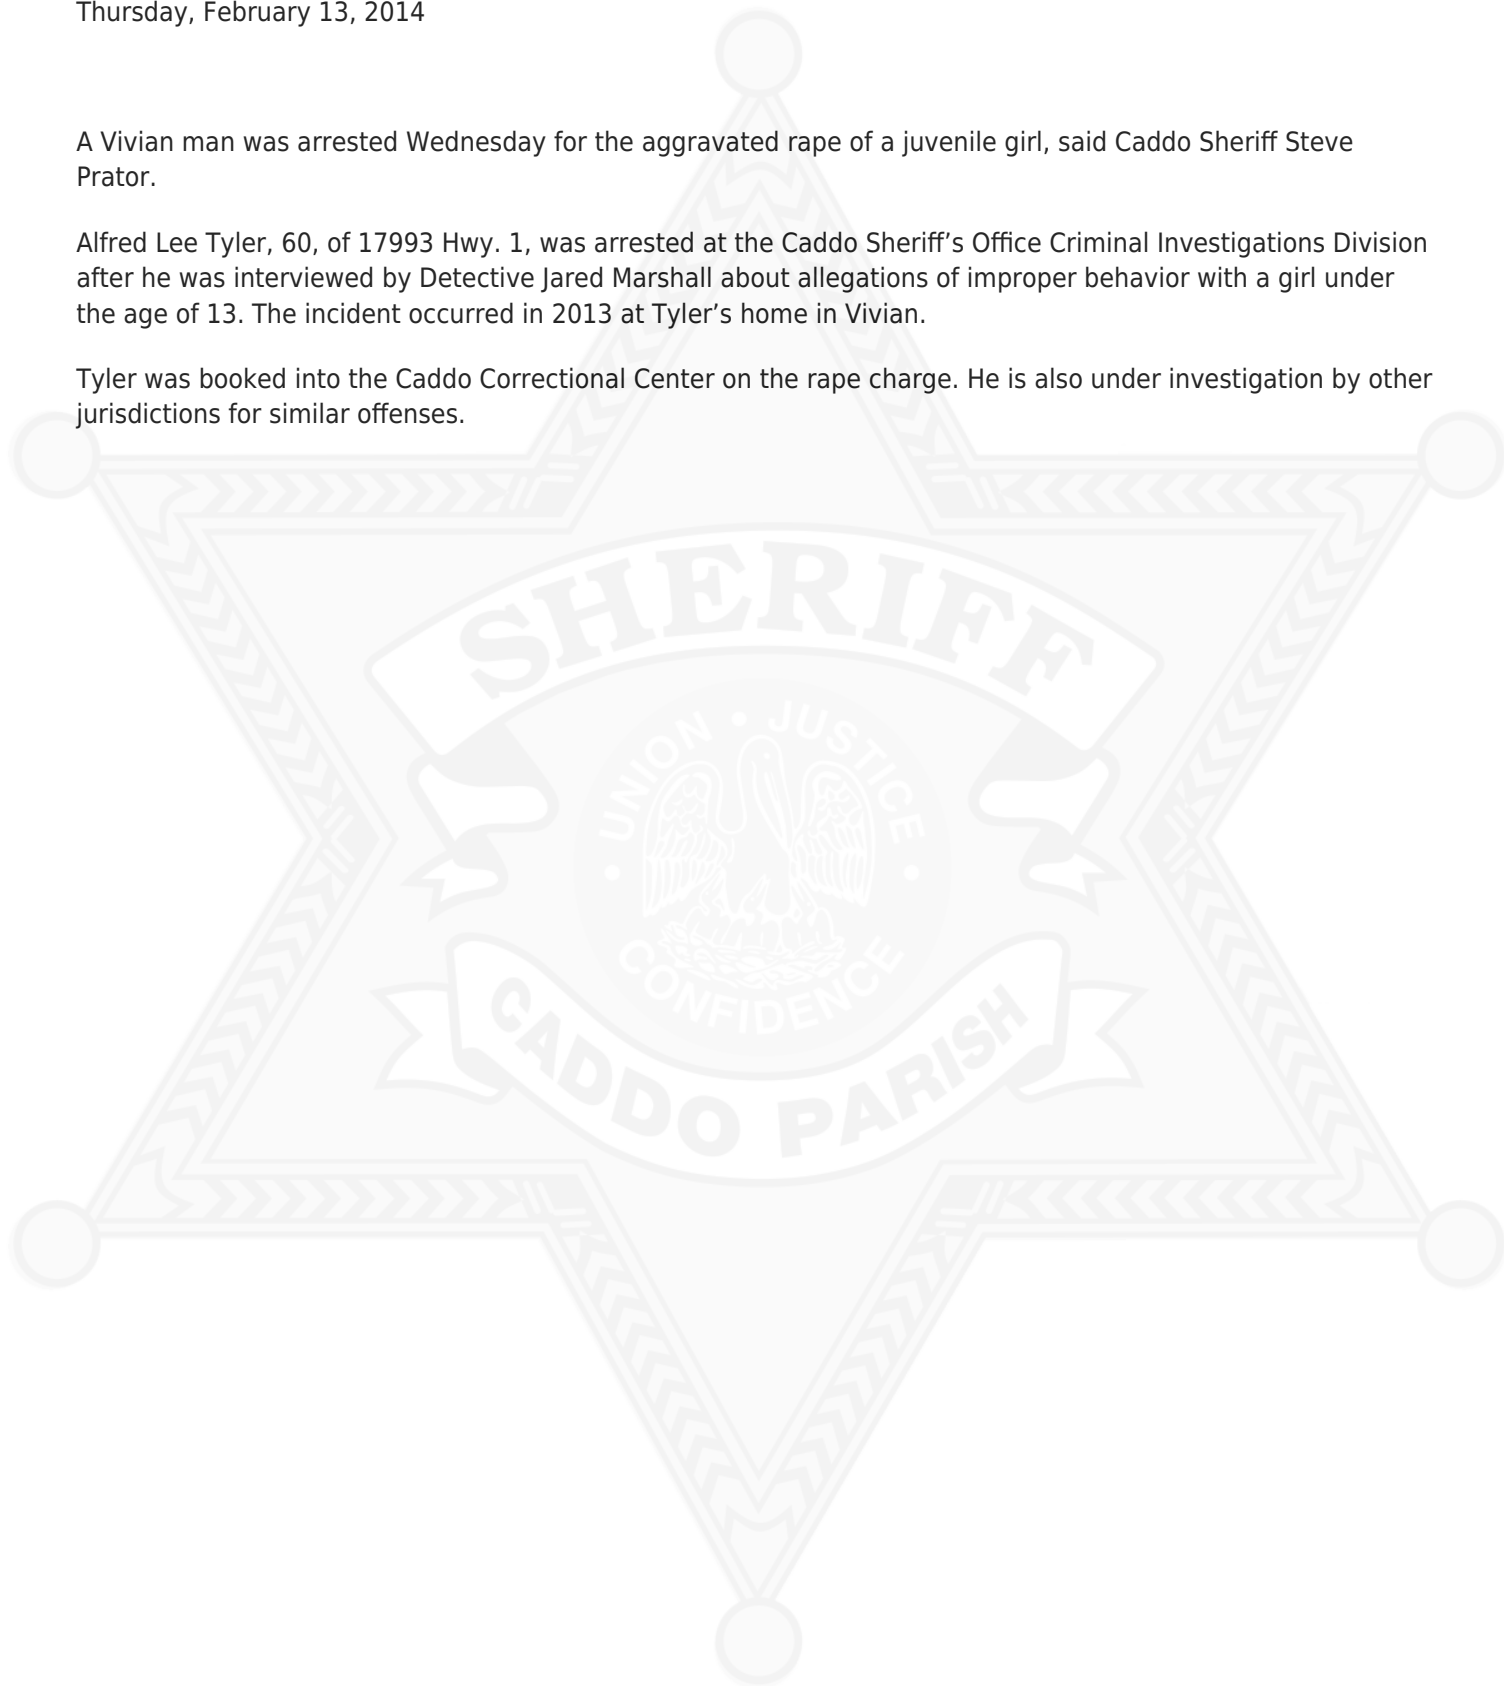 Thursday, February 13, 2014
A Vivian man was arrested Wednesday for the aggravated rape of a juvenile girl, said Caddo Sheriff Steve
Prator.
Alfred Lee Tyler, 60, of 17993 Hwy. 1, was arrested at the Caddo Sheriff’s Office Criminal Investigations Division
after he was interviewed by Detective Jared Marshall about allegations of improper behavior with a girl under
the age of 13. The incident occurred in 2013 at Tyler’s home in Vivian.
Tyler was booked into the Caddo Correctional Center on the rape charge. He is also under investigation by other
jurisdictions for similar offenses.
SHERIFF
UNION • JUSTICE
• CONFIDENCE •
CADDO PARISH